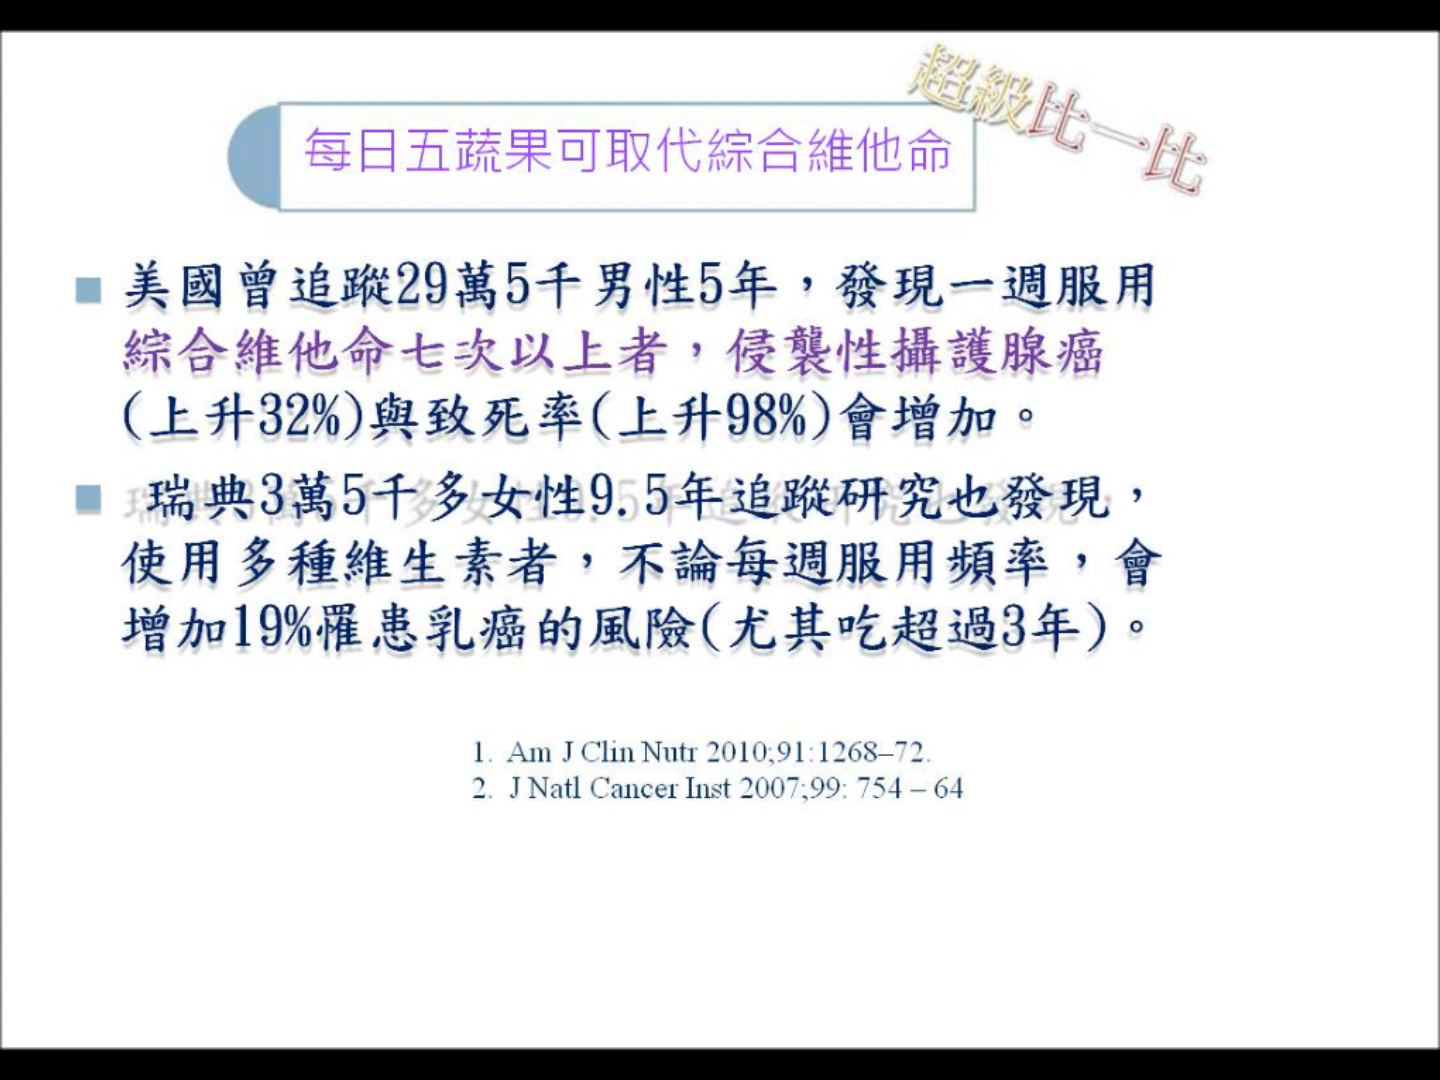 超級比一比
每日五蔬果可取代綜合維他命
美國曾追蹤29萬5千男性5年，發現一週服用
綜合維他命七次以上者，侵襲性攝護腺癌
(上升32%)與致死率(上升98%)會增加。
瑞典3萬5千多女性9.5年追蹤研究也發現，
使用多種維生素者，不論每週服用頻率，會
增加19%罹患乳癌的風險(尤其吃超過3年)。
1. Am J Clin Nutr 2010;91:1268–72.
2. J Natl Cancer Inst 2007;99: 754 – 64